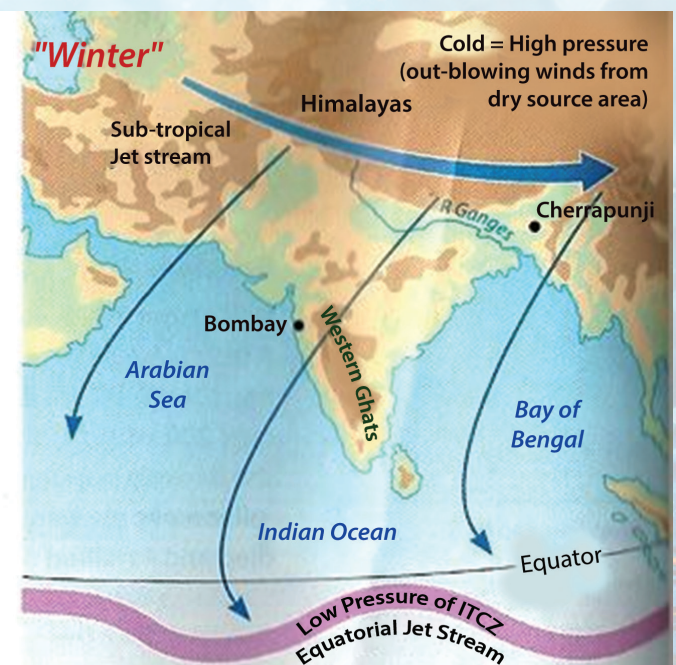 "Winter"
Cold = High pressure
(out-blowing winds from
dry source area)
Himalayas
Sub-tropical
Jet stream
R Ganges
Cherrapunji
Bombay
Western Ghats
Arabian
Sea
Bay of
Bengal
Indian Ocean
Equator
Low Pressure of ITCZ
Equatorial Jet Stream